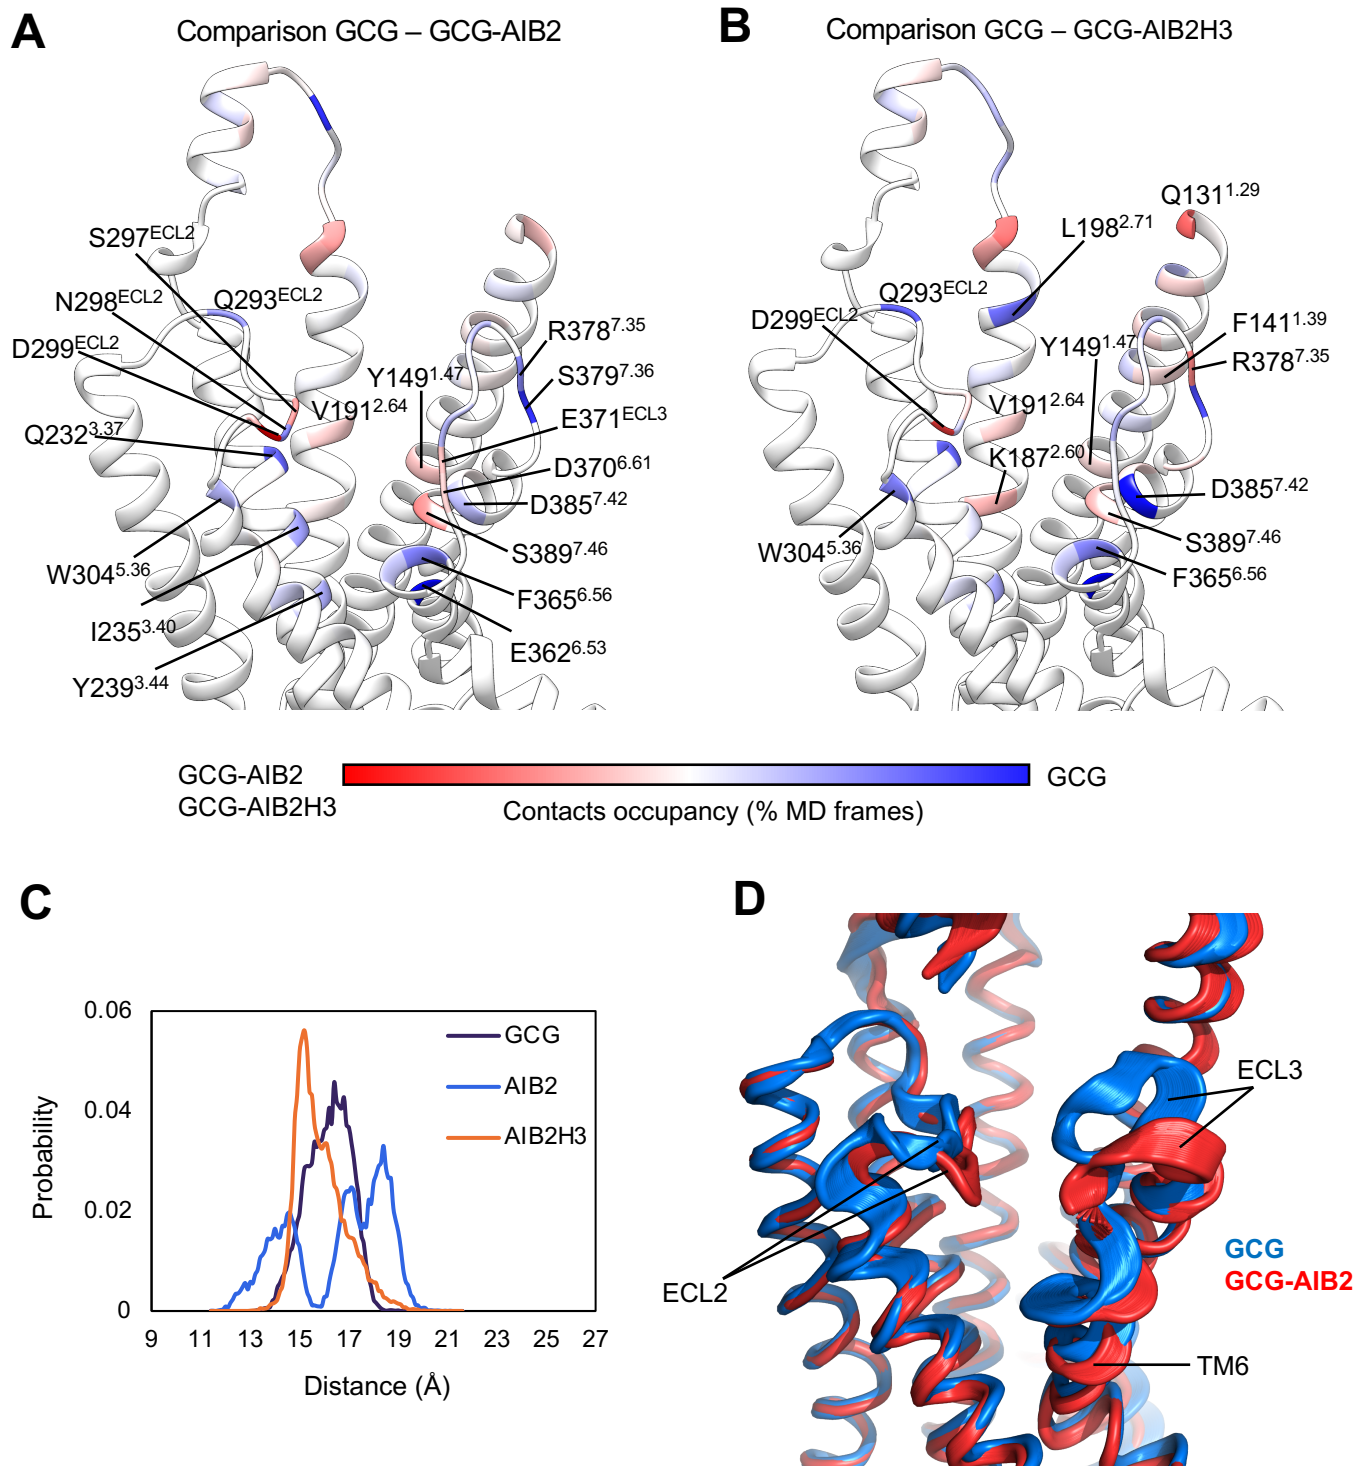 A
Comparison GCG – GCG-AIB2
S297ECL2
N298ECL2
Q293ECL2
D299ECL2
R3787.35
Y1491.47
S3797.36
V1912.64
E371ECL3
Q2323.37
D3706.61
D3857.42
S3897.46
W3045.36
F3656.56
I2353.40
E3626.53
Y2393.44
B
Comparison GCG – GCG-AIB2H3
Q1311.29
L1982.71
Q293ECL2
D299ECL2
F1411.39
Y1491.47
R3787.35
V1912.64
K1872.60
D3857.42
S3897.46
W3045.36
F3656.56
GCG-AIB2
GCG-AIB2H3
GCG
Contacts occupancy (% MD frames)
C
0.06
0.04
0.02
0
Probability
GCG
AIB2
AIB2H3
9 11 13 15 17 19 21 23 25 27
Distance (Å)
D
ECL3
GCG
GCG-AIB2
ECL2
TM6